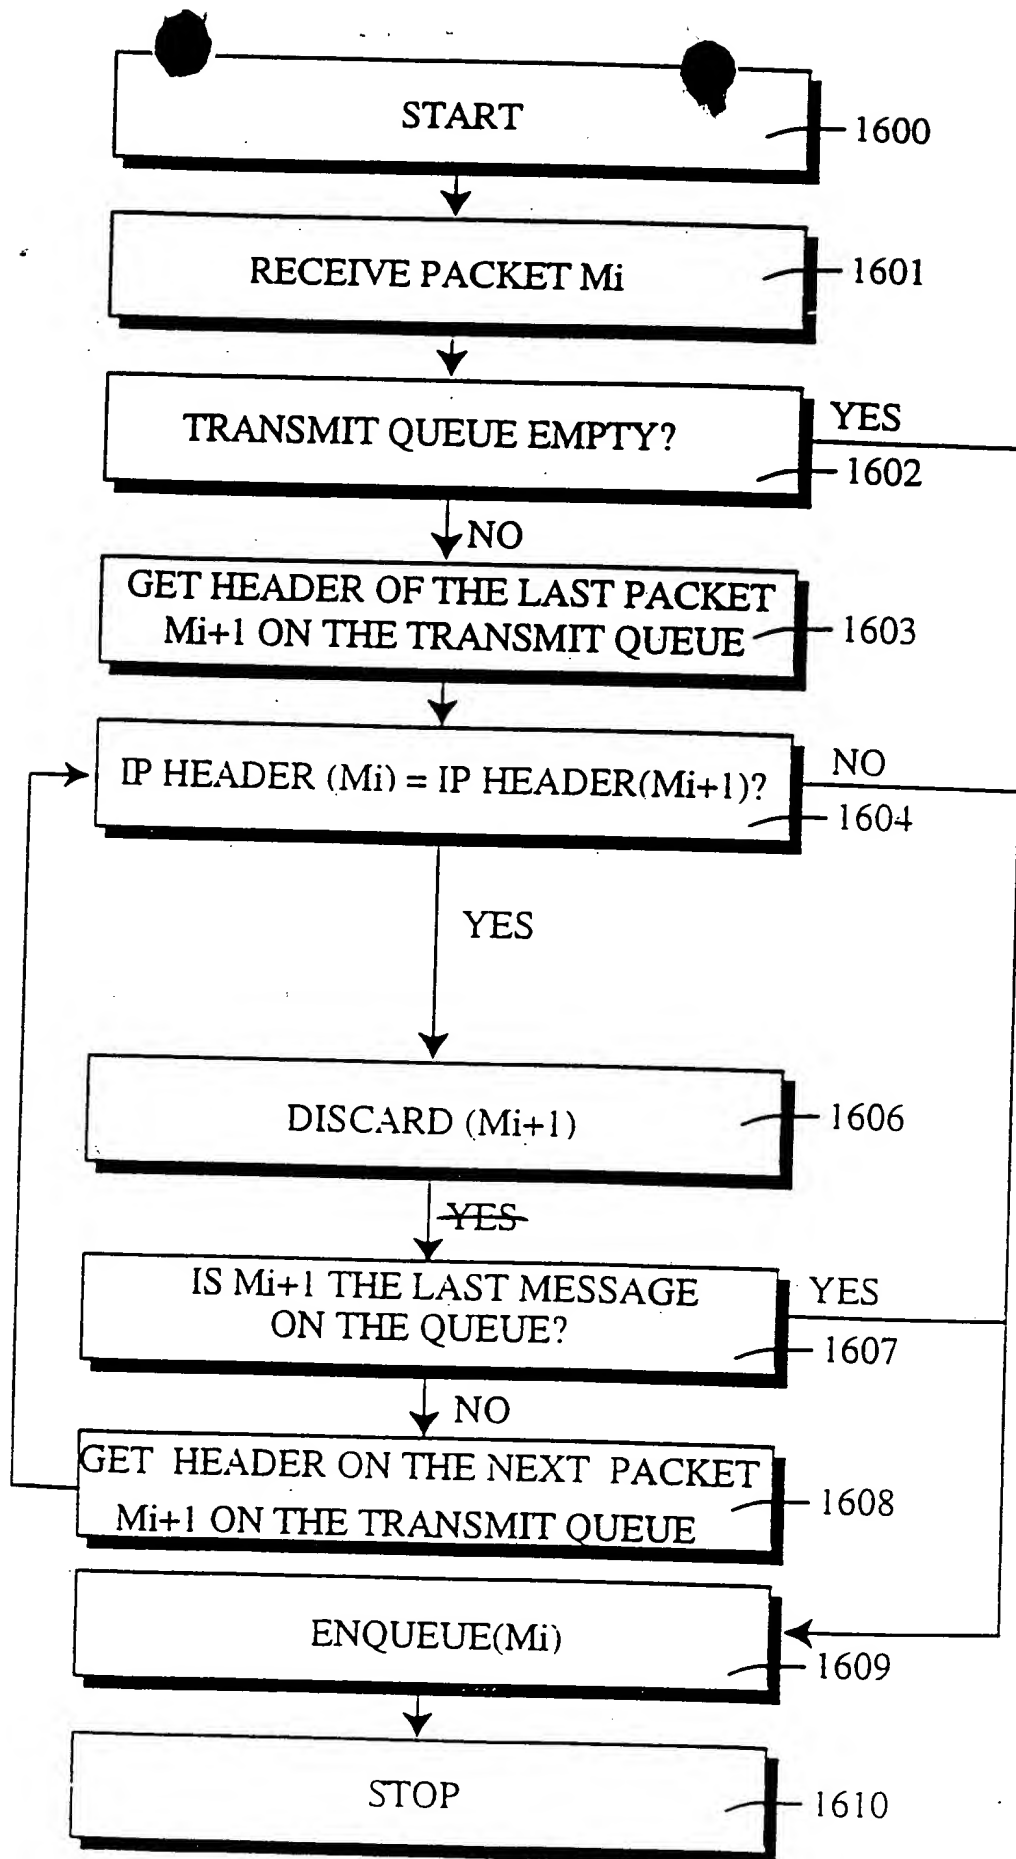 START
1600
RECEIVE PACKET Mi
1601
TRANSMIT QUEUE EMPTY?
YES
1602
NO
GET HEADER OF THE LAST PACKET
Mi+1 ON THE TRANSMIT QUEUE
1603
IP HEADER (Mi) = IP HEADER(Mi+1)?
NO
1604
YES
DISCARD (Mi+1)
1606
YES
IS Mi+1 THE LAST MESSAGE
ON THE QUEUE?
YES
1607
NO
GET HEADER ON THE NEXT PACKET
Mi+1 ON THE TRANSMIT QUEUE
1608
ENQUEUE(Mi)
1609
STOP
1610